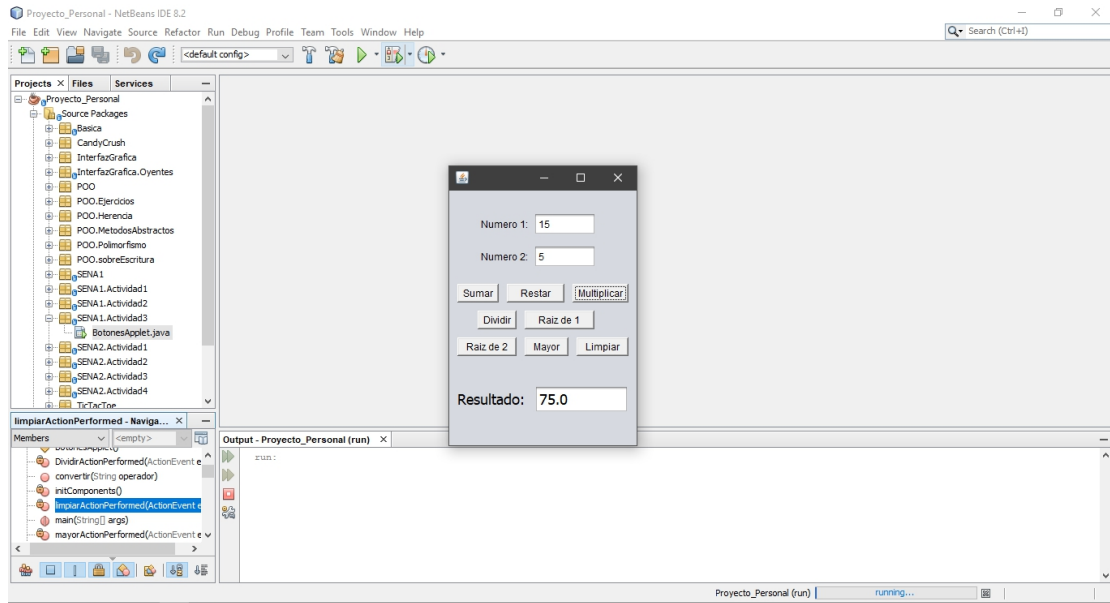 Proyecto_Personal - NetBeans IDE 8.2
File Edit View Navigate Source Refactor Run Debug Profile Team Tools Window Help
Search (Ctrl+I)
<default config>
Projects Files Services
Proyecto_Personal
Source Packages
Basica
CandyCrush
InterfazGrafica
InterfazGrafica.Oyentes
POO
POO.Ejercicios
POO.Herencia
POO.MetodosAbstractos
POO.Polimorfismo
POO.sobreEscritura
SENA1
SENA1.Actividad1
SENA1.Actividad2
SENA1.Actividad3
BotonesApplet.java
SENA2.Actividad1
SENA2.Actividad2
SENA2.Actividad3
SENA2.Actividad4
TicTacToe
Numero 1: 15
Numero 2: 5
Sumar Restar Multiplicar
Dividir Raiz de 1
Raiz de 2 Mayor Limpiar
Resultado: 75.0
limpiarActionPerformed - Naviga...
Members <empty>
BotonesApplet()
DividirActionPerformed(ActionEvent e
convertir(String operador)
initComponents()
limpiarActionPerformed(ActionEvent e
main(String[] args)
mayorActionPerformed(ActionEvent e
Output - Proyecto_Personal (run)
run:
Proyecto_Personal (run) running...